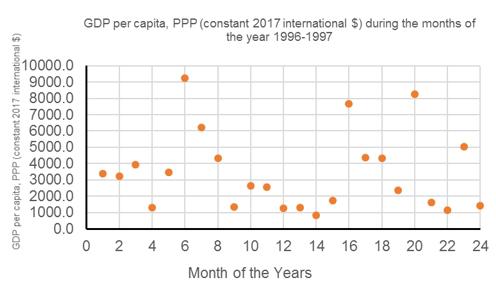 GDP per capita, PPP (constant 2017 international $) during the months of
the year 1996-1997
GDP per capita, PPP (constant 2017 international $)
10000.0
9000.0
8000.0
7000.0
6000.0
5000.0
4000.0
3000.0
2000.0
1000.0
0.0
0 2 4 6 8 10 12 14 16 18 20 22 24
Month of the Years